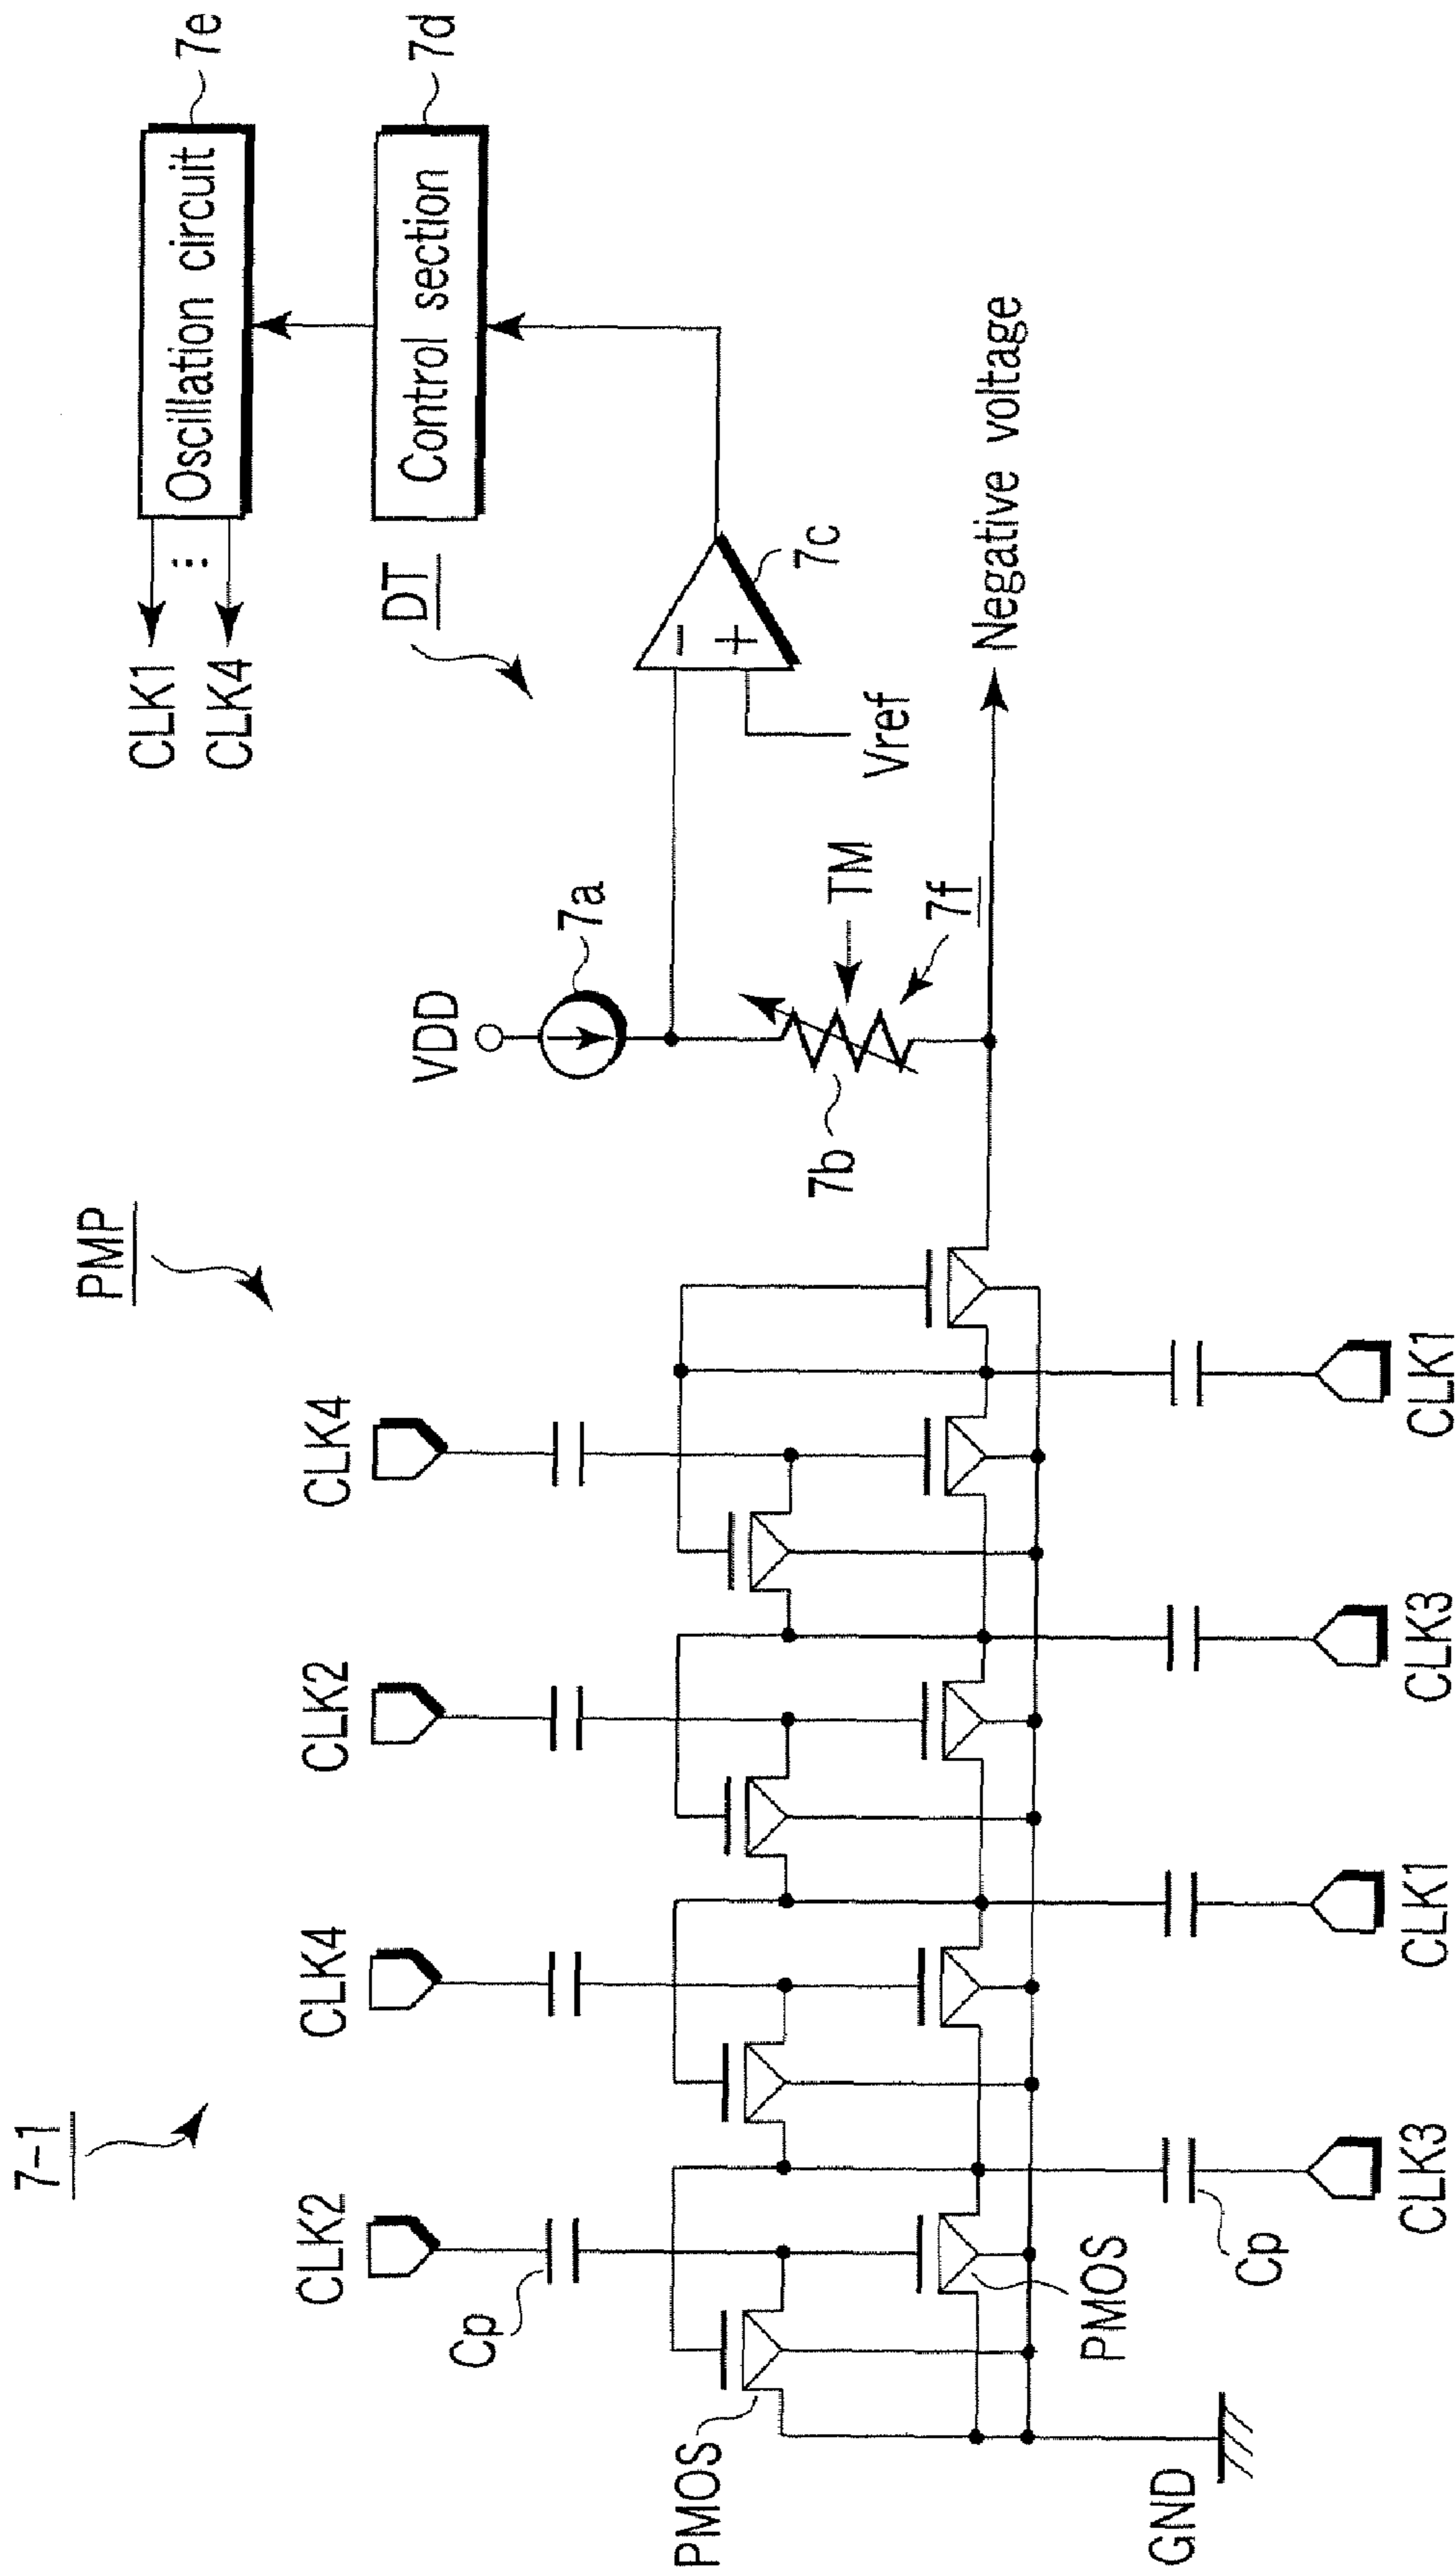 7-1
PMP
CLK2
CLK4
CLK2
CLK4
Cp
PMOS
PMOS
GND
Cp
CLK3
CLK1
CLK3
CLK1
VDD
7a
7b
TM
7f
Vref
7c
Negative voltage
DT
CLK1
CLK4
Oscillation circuit
7e
Control section
7d